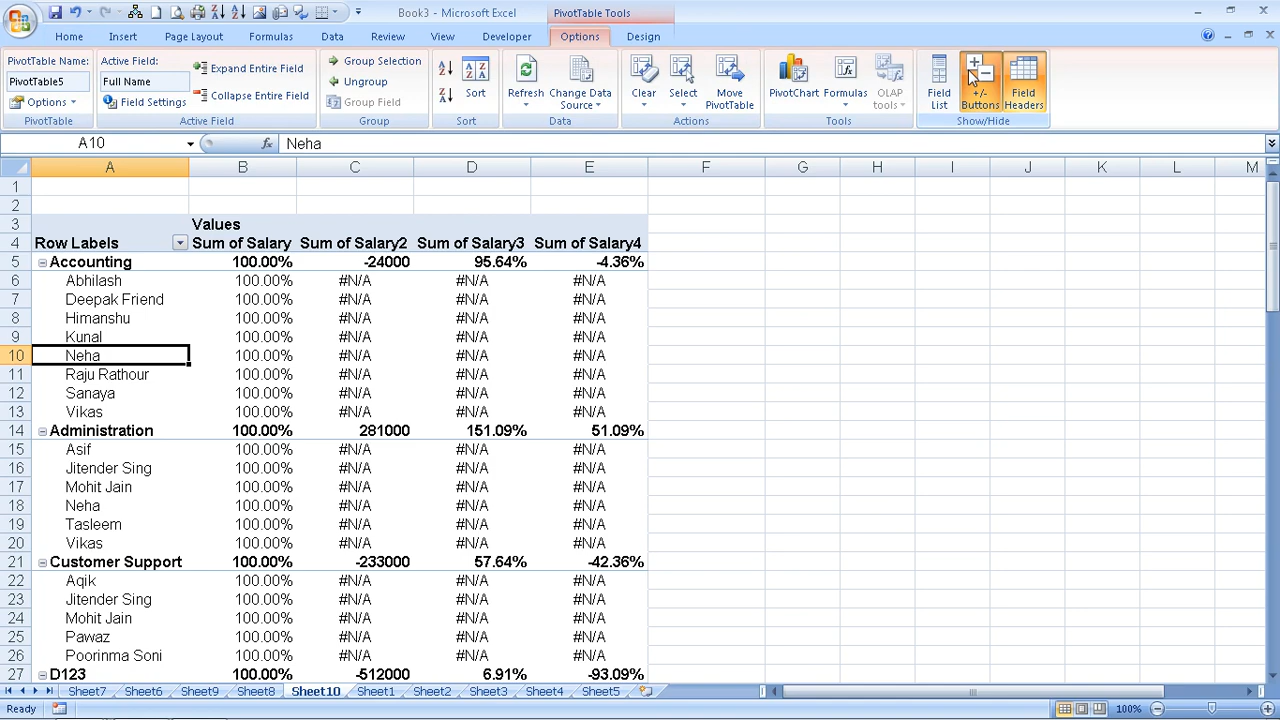 Book3 - Microsoft Excel
PivotTable Tools
Home Insert Page Layout Formulas Data Review View Developer Options Design
PivotTable Name:
PivotTable5
Options
PivotTable
Active Field:
Full Name
Field Settings
Expand Entire Field
Collapse Entire Field
Active Field
Group Selection
Ungroup
Group Field
Group
Sort
Sort
Refresh
Change Data
Source
Data
Clear
Select
Move
PivotTable
Actions
PivotChart
Formulas
OLAP
tools
Tools
Field
List
+/-
Buttons
Field
Headers
Show/Hide
A10 fx Neha
A B C D E F G H I J K L M
1
2
3 Values
4 Row Labels Sum of Salary Sum of Salary2 Sum of Salary3 Sum of Salary4
5 Accounting 100.00% -24000 95.64% -4.36%
6 Abhilash 100.00% #N/A #N/A #N/A
7 Deepak Friend 100.00% #N/A #N/A #N/A
8 Himanshu 100.00% #N/A #N/A #N/A
9 Kunal 100.00% #N/A #N/A #N/A
10 Neha 100.00% #N/A #N/A #N/A
11 Raju Rathour 100.00% #N/A #N/A #N/A
12 Sanaya 100.00% #N/A #N/A #N/A
13 Vikas 100.00% #N/A #N/A #N/A
14 Administration 100.00% 281000 151.09% 51.09%
15 Asif 100.00% #N/A #N/A #N/A
16 Jitender Sing 100.00% #N/A #N/A #N/A
17 Mohit Jain 100.00% #N/A #N/A #N/A
18 Neha 100.00% #N/A #N/A #N/A
19 Tasleem 100.00% #N/A #N/A #N/A
20 Vikas 100.00% #N/A #N/A #N/A
21 Customer Support 100.00% -233000 57.64% -42.36%
22 Aqik 100.00% #N/A #N/A #N/A
23 Jitender Sing 100.00% #N/A #N/A #N/A
24 Mohit Jain 100.00% #N/A #N/A #N/A
25 Pawaz 100.00% #N/A #N/A #N/A
26 Poorinma Soni 100.00% #N/A #N/A #N/A
27 D123 100.00% -512000 6.91% -93.09%
Sheet7 Sheet6 Sheet9 Sheet8 Sheet10 Sheet1 Sheet2 Sheet3 Sheet4 Sheet5
Ready 100%